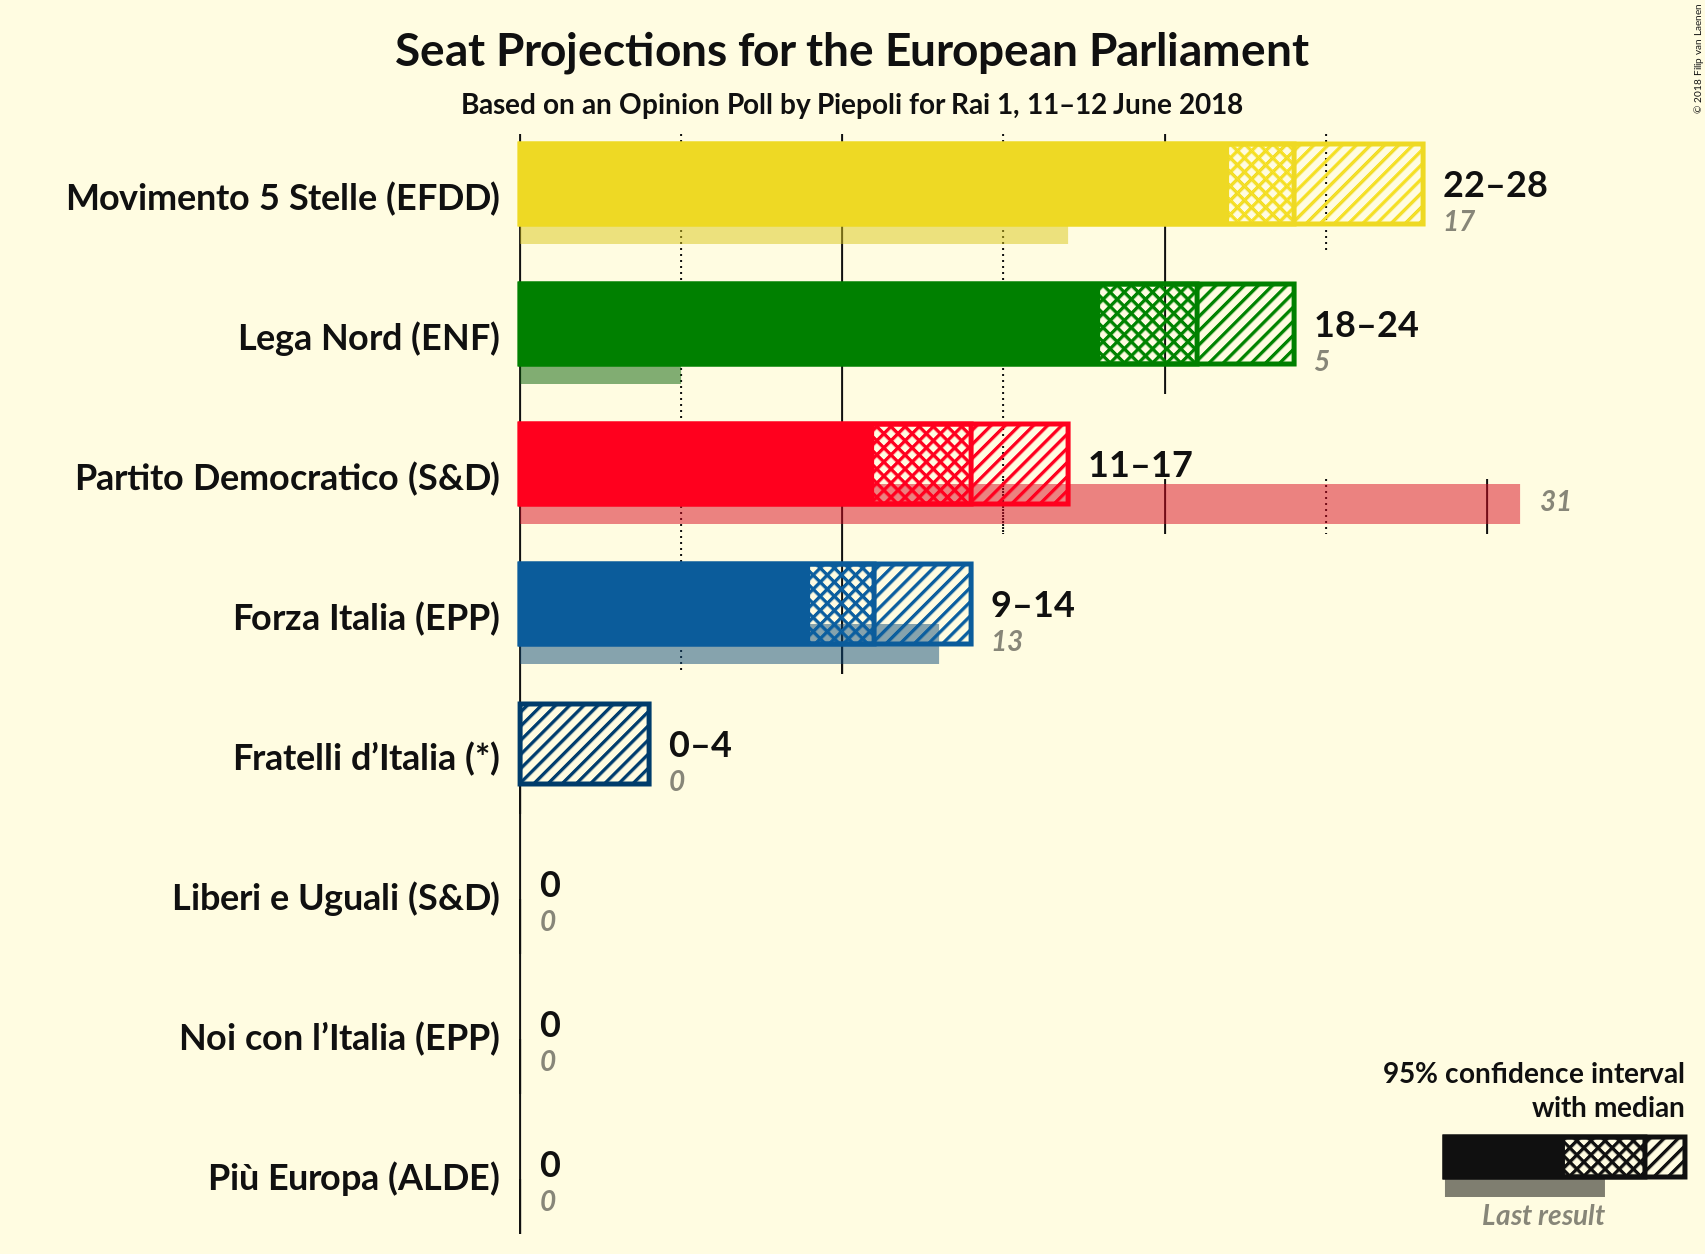 Seat Projections for the European Parliament
Based on an Opinion Poll by Piepoli for Rai 1, 11–12 June 2018
© 2018 Filip van Laenen
Movimento 5 Stelle (EFDD)
22–28
17
Lega Nord (ENF)
18–24
5
Partito Democratico (S&D)
11–17
31
Forza Italia (EPP)
9–14
13
Fratelli d’Italia (*)
0–4
0
Liberi e Uguali (S&D)
0
0
Noi con l’Italia (EPP)
0
0
Più Europa (ALDE)
0
0
95% confidence interval
with median
Last result